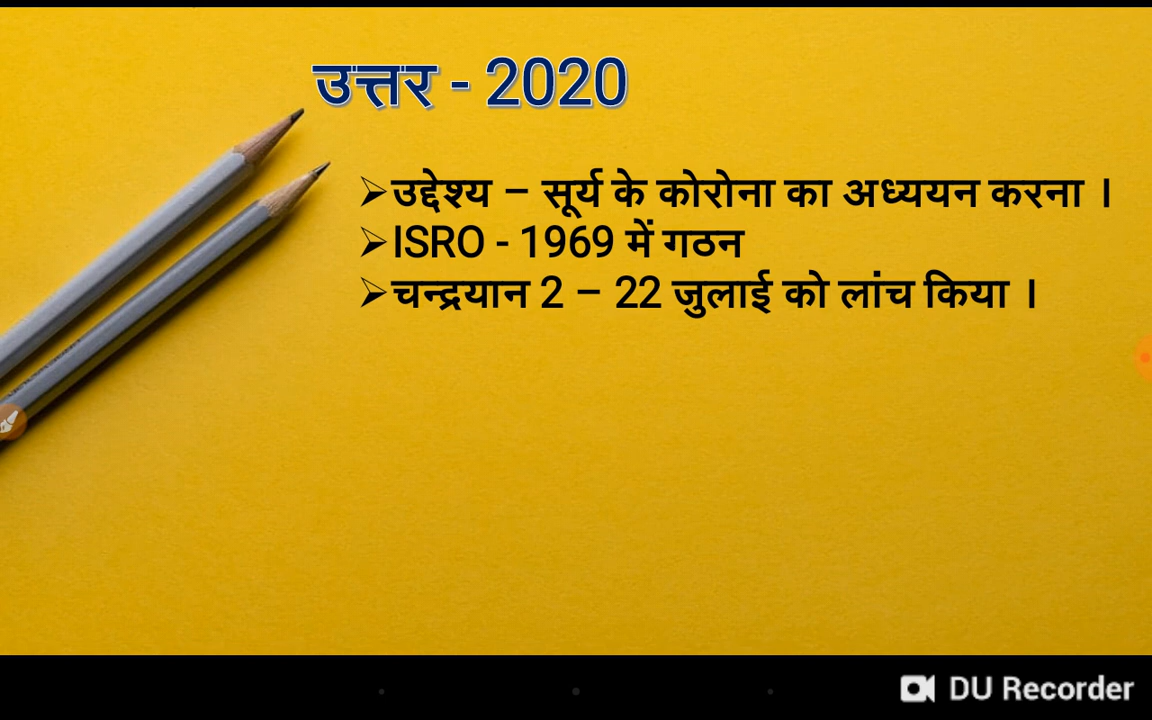 उत्तर - 2020
➢उद्देश्य – सूर्य के कोरोना का अध्ययन करना ।
➢ISRO - 1969 में गठन
➢चन्द्रयान 2 – 22 जुलाई को लांच किया ।
DU Recorder